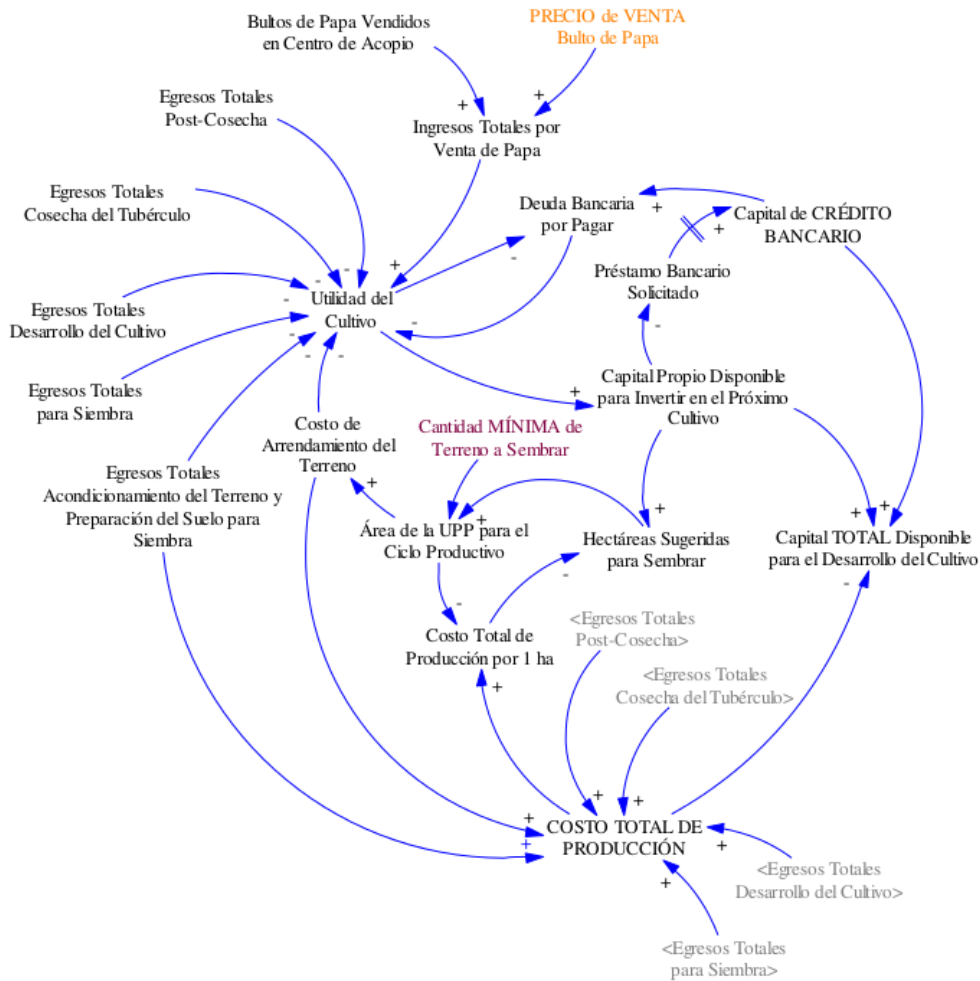 Bultos de Papa Vendidos
en Centro de Acopio
PRECIO de VENTA
Bulto de Papa
+
+
Egresos Totales
Post-Cosecha
Ingresos Totales por
Venta de Papa
Egresos Totales
Cosecha del Tubérculo
Deuda Bancaria
por Pagar
+
-
Capital de CRÉDITO
BANCARIO
+
Préstamo Bancario
Solicitado
-
Utilidad del
Cultivo
-
-
+
-
-
-
-
-
Egresos Totales
Desarrollo del Cultivo
Egresos Totales
para Siembra
Capital Propio Disponible
para Invertir en el Próximo
Cultivo
+
Costo de
Arrendamiento del
Terreno
Cantidad MÍNIMA de
Terreno a Sembrar
Egresos Totales
Acondicionamiento del Terreno y
Preparación del Suelo para
Siembra
+
Área de la UPP para el
Ciclo Productivo
+
+
Hectáreas Sugeridas
para Sembrar
-
+
+
Capital TOTAL Disponible
para el Desarrollo del Cultivo
-
-
Costo Total de
Producción por 1 ha
+
<Egresos Totales
Post-Cosecha>
<Egresos Totales
Cosecha del Tubérculo>
+
+
+
+
COSTO TOTAL DE
PRODUCCIÓN
+
+
<Egresos Totales
Desarrollo del Cultivo>
<Egresos Totales
para Siembra>